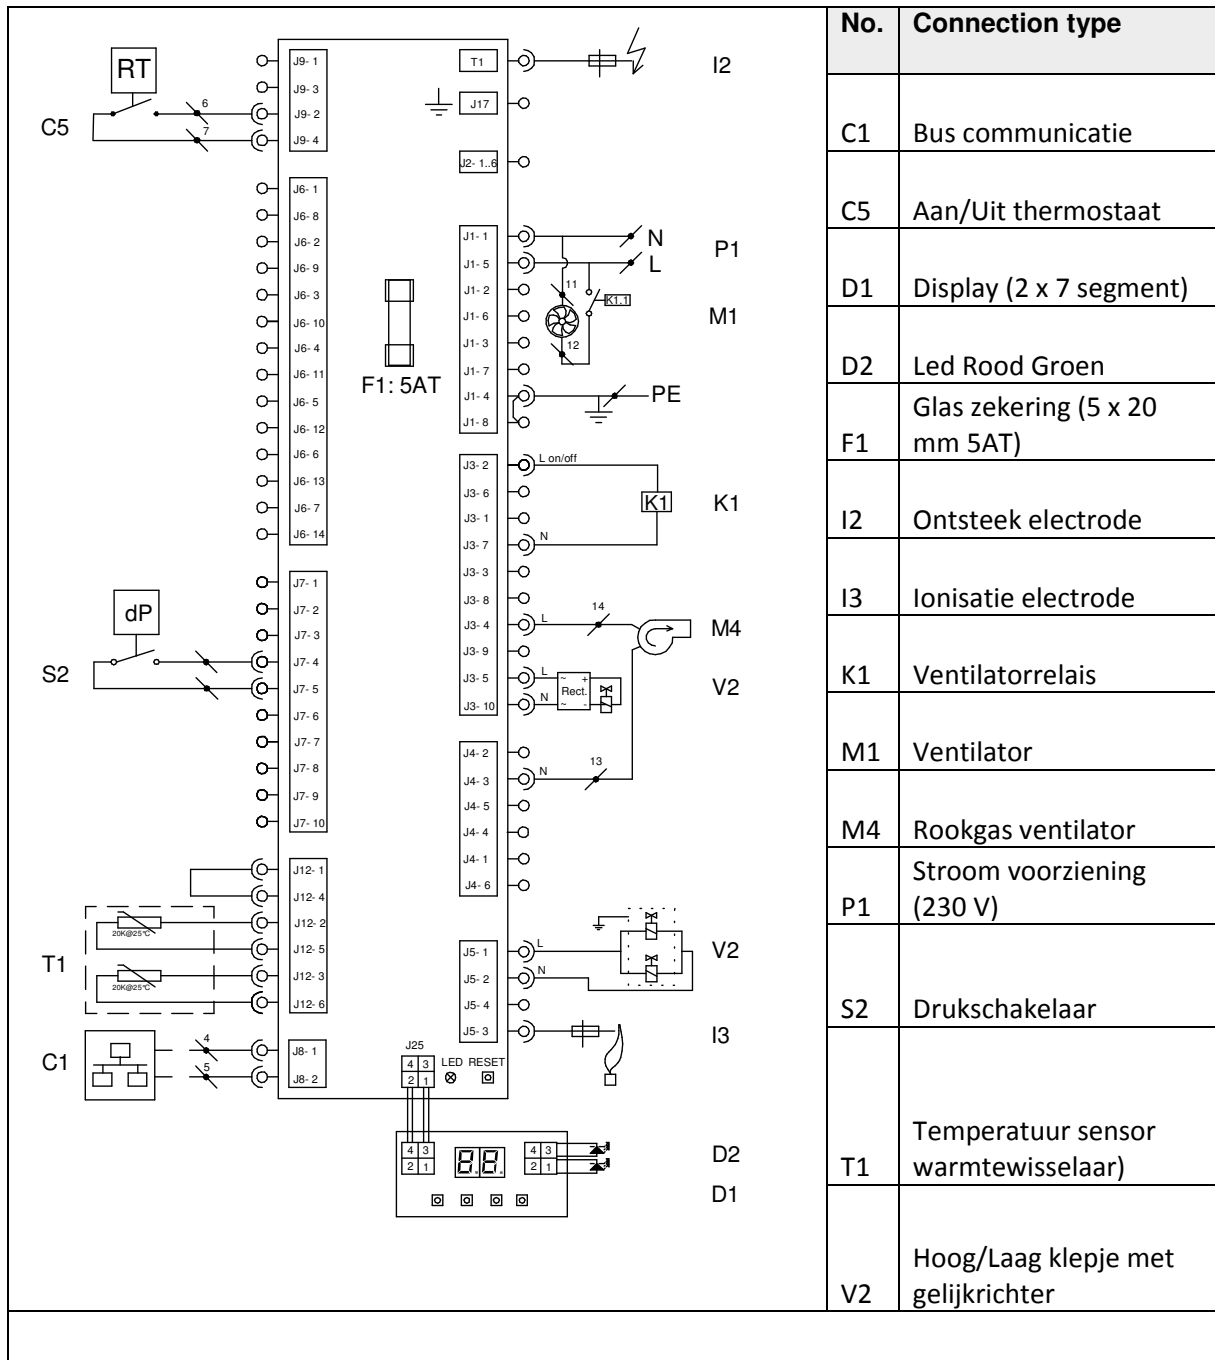 No. Connection type
C1 Bus communicatie
C5 Aan/Uit thermostaat
D1 Display (2 x 7 segment)
D2 Led Rood Groen
F1 Glas zekering (5 x 20
mm 5AT)
I2 Ontsteek electrode
I3 Ionisatie electrode
K1 Ventilatorrelais
M1 Ventilator
M4 Rookgas ventilator
P1 Stroom voorziening
(230 V)
S2 Drukschakelaar
T1 Temperatuur sensor
warmtewisselaar)
V2 Hoog/Laag klepje met
gelijkrichter
RT
C5
6
7
J9- 1
J9- 3
J9- 2
J9- 4
J6- 1
J6- 8
J6- 2
J6- 9
J6- 3
J6- 10
J6- 4
J6- 11
J6- 5
J6- 12
J6- 6
J6- 13
J6- 7
J6- 14
dP
S2
J7- 1
J7- 2
J7- 3
J7- 4
J7- 5
J7- 6
J7- 7
J7- 8
J7- 9
J7- 10
J12- 1
J12- 4
J12- 2
J12- 5
J12- 3
J12- 6
T1
20K@25°C
20K@25°C
C1
4
5
J8- 1
J8- 2
F1: 5AT
T1
I2
J17
J2- 1..6
J1- 1
J1- 5
J1- 2
J1- 6
J1- 3
J1- 7
J1- 4
J1- 8
N
L
P1
11
K1.1
12
M1
PE
J3- 2
J3- 6
J3- 1
J3- 7
J3- 3
J3- 8
J3- 4
J3- 9
J3- 5
J3- 10
L on/off
K1
K1
N
L
14
M4
L
N
~ +
Rect.
~ -
V2
J4- 2
J4- 3
J4- 5
J4- 4
J4- 1
J4- 6
N
13
J5- 1
J5- 2
J5- 4
J5- 3
L
N
V2
I3
J25
4 3
2 1
LED RESET
4 3
2 1
8.8.
4 3
2 1
D2
D1